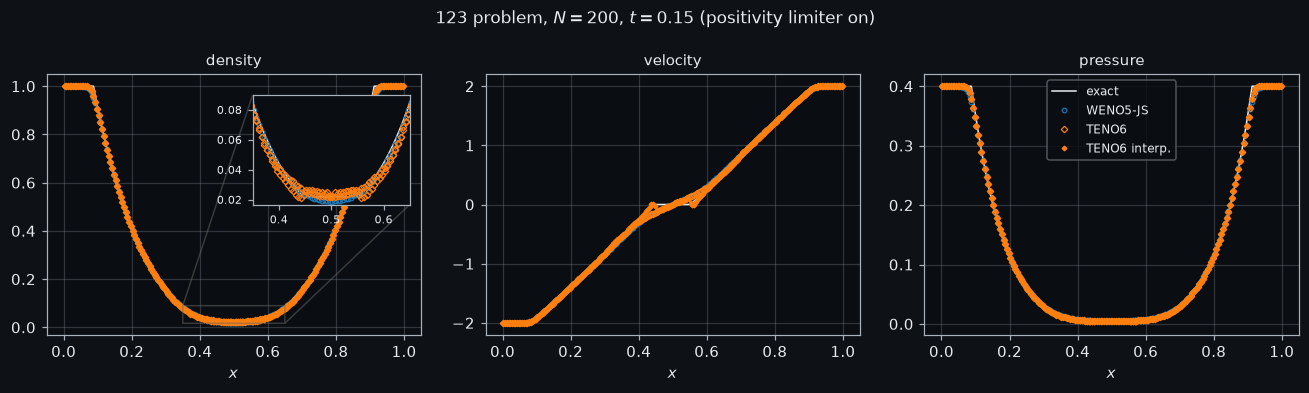 123 problem, N = 200, t = 0.15 (positivity limiter on)
density
1.0
0.8
0.6
0.4
0.2
0.0
0.08
0.06
0.04
0.02
0.4 0.5 0.6
0.0 0.2 0.4 0.6 0.8 1.0
x
velocity
2
1
0
−1
−2
0.0 0.2 0.4 0.6 0.8 1.0
x
pressure
0.4
0.3
0.2
0.1
0.0
exact
WENO5-JS
TENO6
TENO6 interp.
0.0 0.2 0.4 0.6 0.8 1.0
x